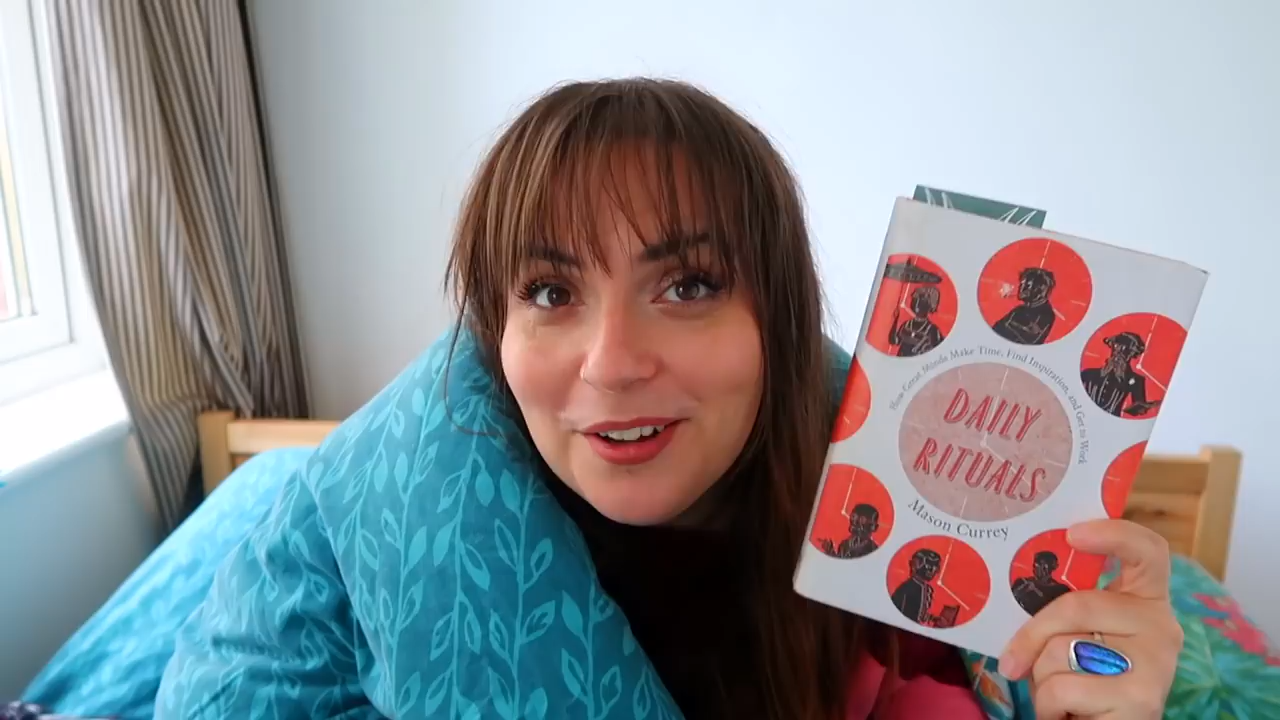 How Great Minds Make Time, Find Inspiration, and Get to Work
DAILY
RITUALS
Mason Currey